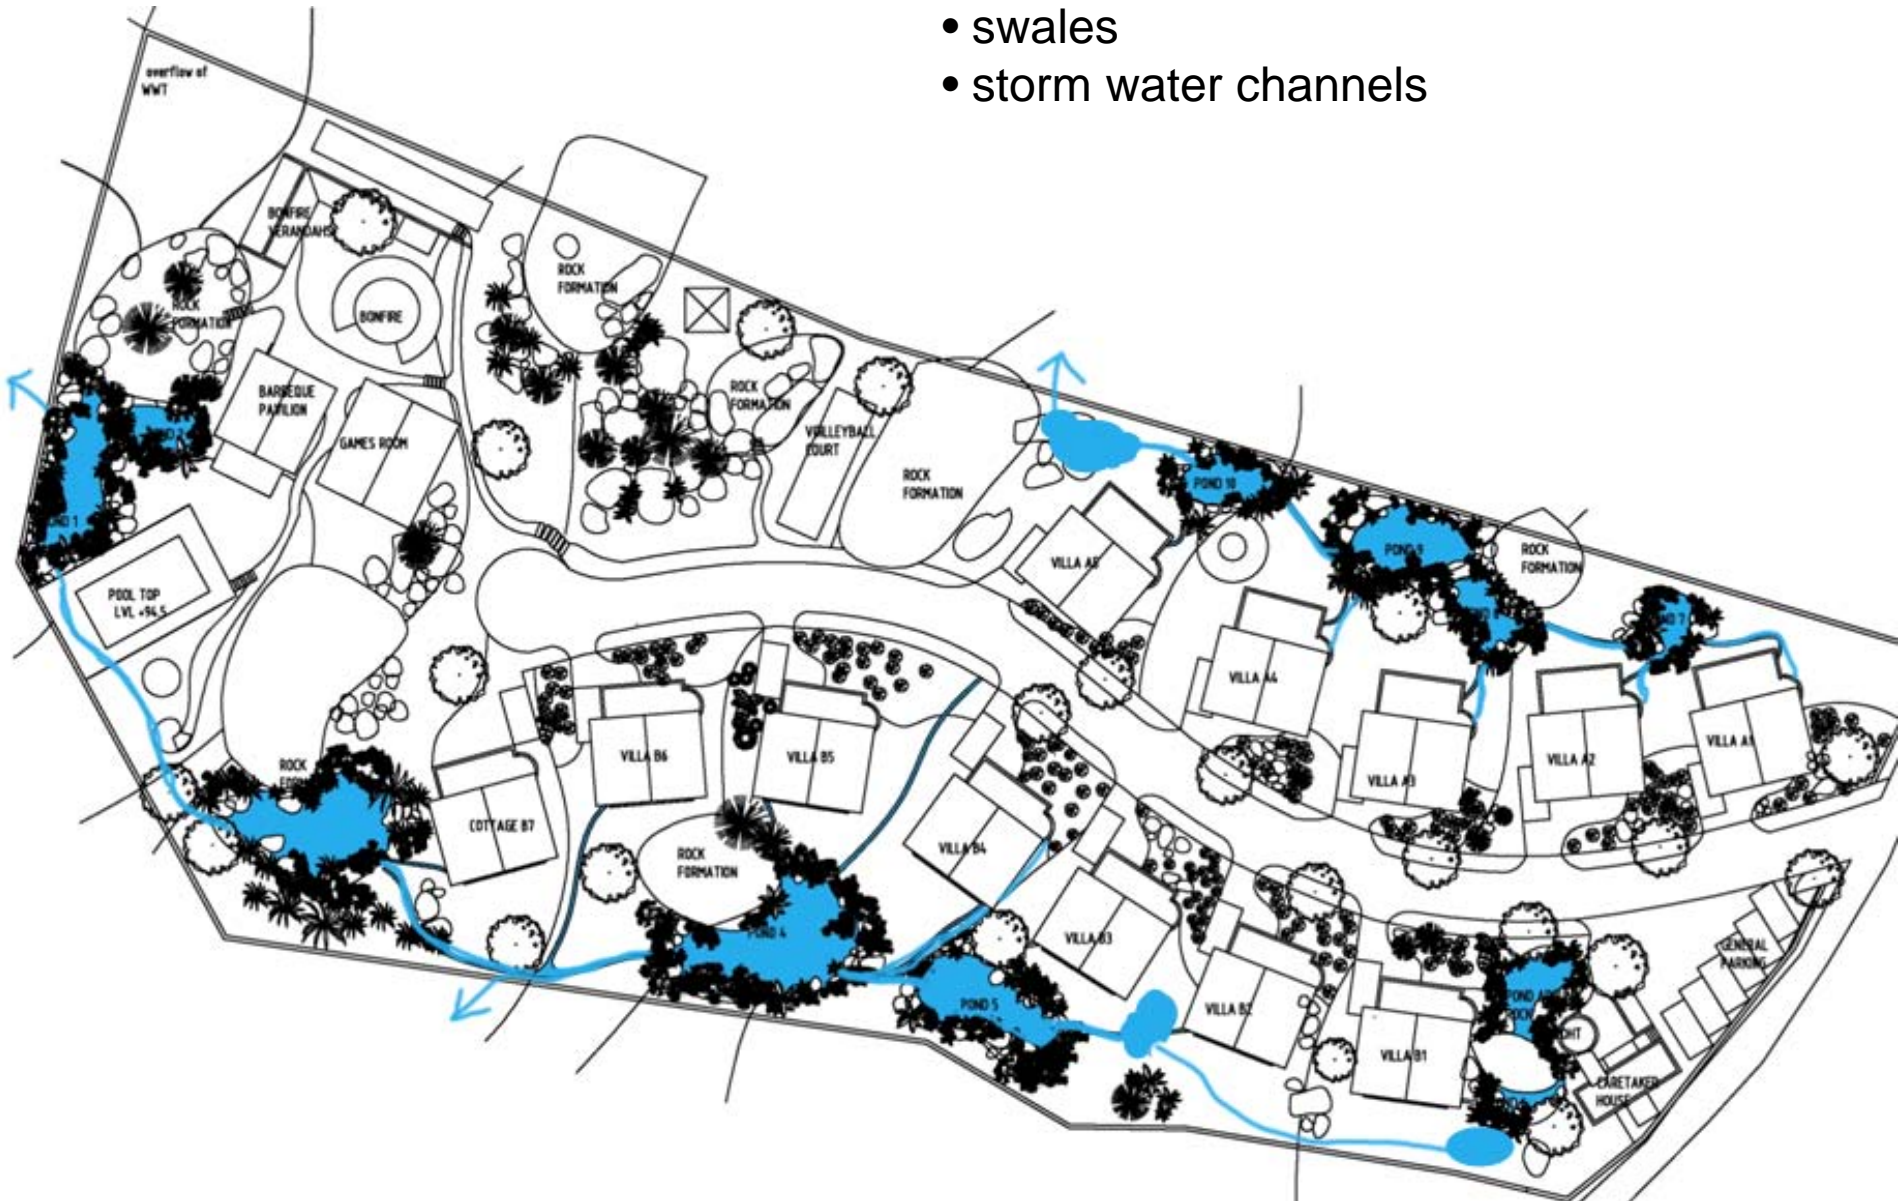 • swales
• storm water channels
overflow of
WWT
BONFIRE
VERANDAHS
ROCK
FORMATION
BONFIRE
ROCK
FORMATION
BARBEQUE
PAVILION
GAMES ROOM
ROCK
FORMATION
VOLLEYBALL
COURT
ROCK
FORMATION
POND 10
POND 9
ROCK
FORMATION
VILLA A5
POOL TOP
LVL +94.5
VILLA A4
VILLA A3
VILLA A2
VILLA A1
ROCK
COTTAGE B7
VILLA B6
VILLA B5
ROCK
FORMATION
VILLA B4
POND 4
VILLA B3
POND 5
VILLA B2
VILLA B1
GENERAL
PARKING
CARETAKER
HOUSE